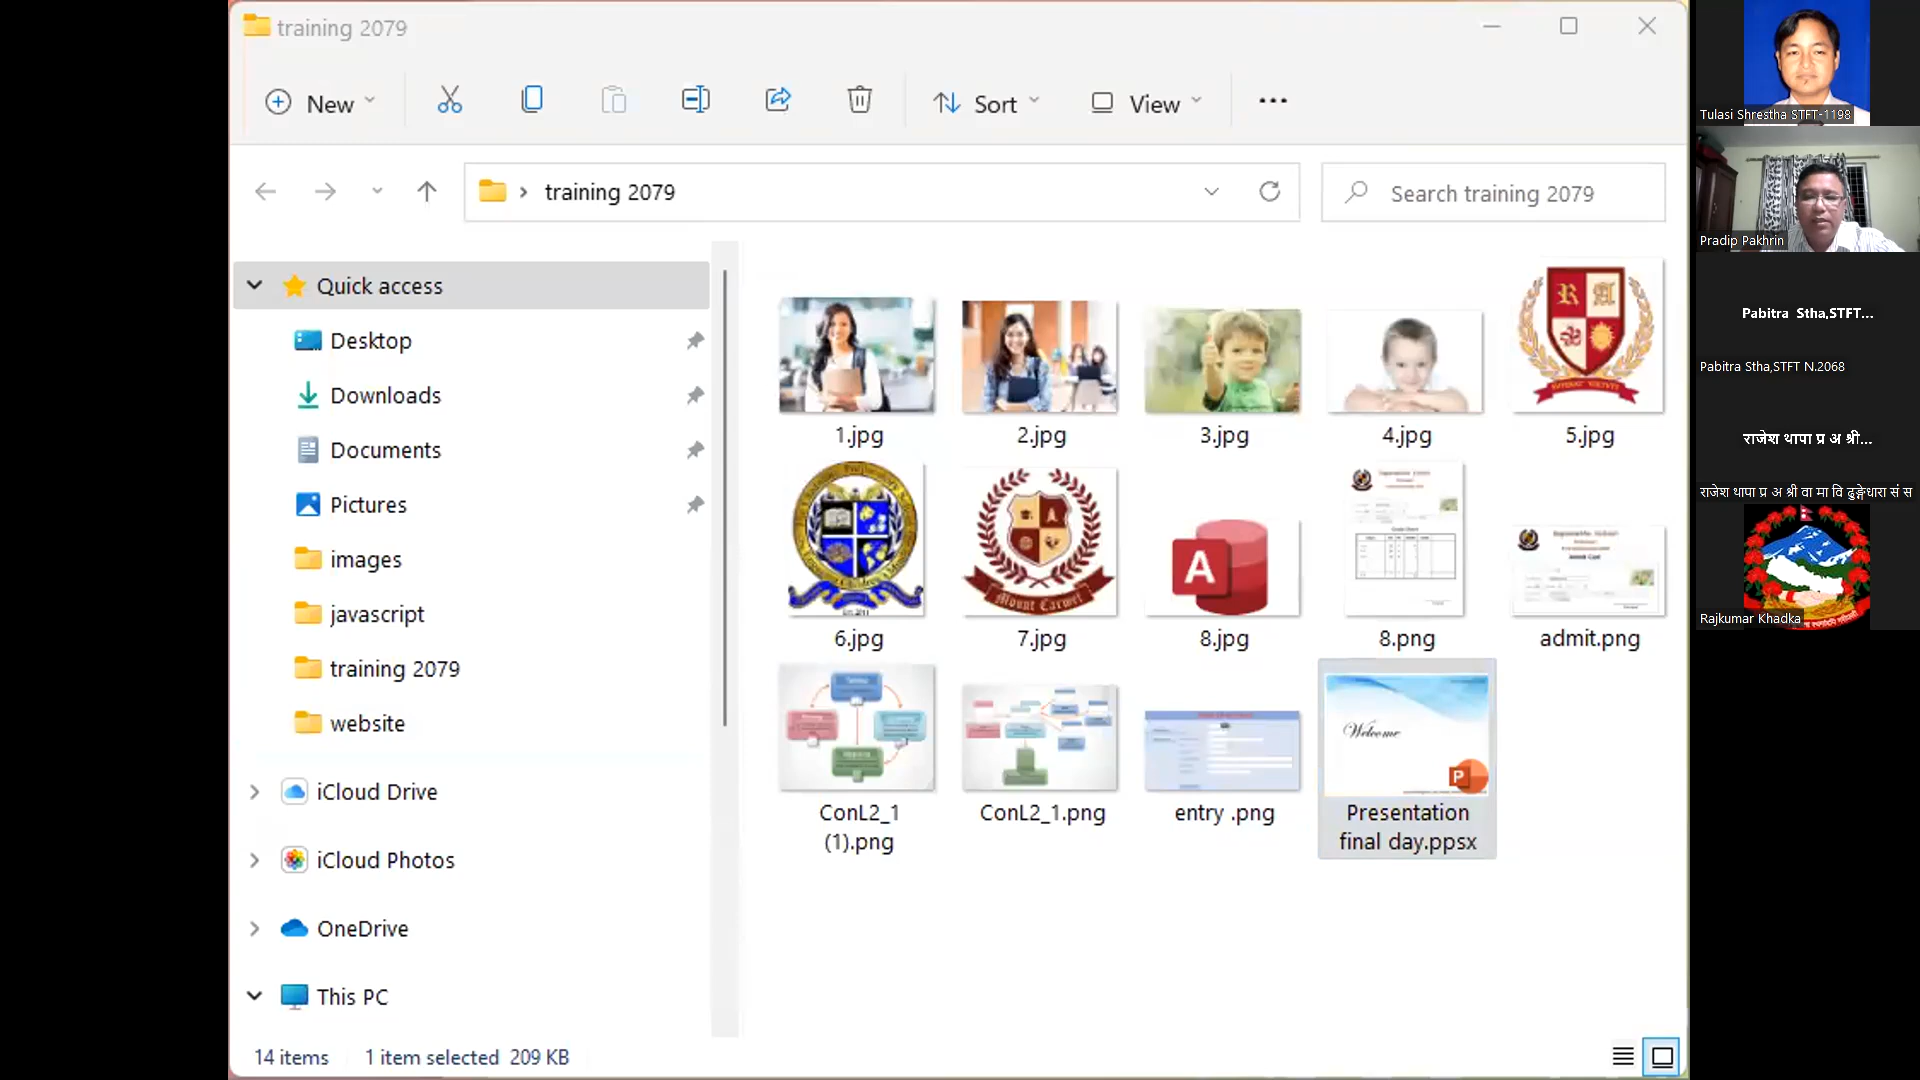 training 2079
New
Sort
View
training 2079
Search training 2079
Quick access
Desktop
Downloads
Documents
Pictures
images
javascript
training 2079
website
iCloud Drive
iCloud Photos
OneDrive
This PC
R A
1.jpg
2.jpg
3.jpg
4.jpg
5.jpg
Mount Carmel
A
6.jpg
7.jpg
8.jpg
8.png
admit.png
Welcome
P
ConL2_1
(1).png
ConL2_1.png
entry .png
Presentation
final day.ppsx
14 items
1 item selected 209 KB
Tulasi Shrestha STFT-1198
Pradip Pakhrin
Pabitra Stha,STFT...
Pabitra Stha,STFT N.2068
राजेश थापा प्र अ श्री...
राजेश थापा प्र अ श्री वा मा वि ढुङ्गेधारा सं स
Rajkumar Khadka